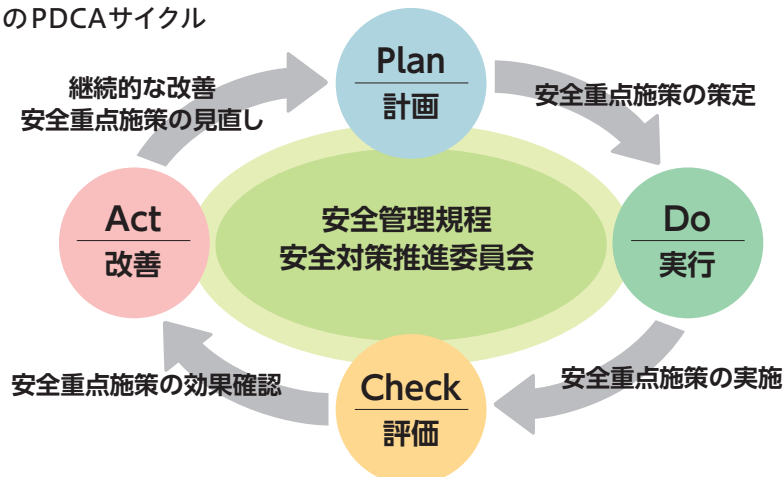 のPDCAサイクル
Plan
計画
継続的な改善
安全重点施策の見直し
安全重点施策の策定
Act
改善
安全管理規程
安全対策推進委員会
Do
実行
安全重点施策の効果確認
Check
評価
安全重点施策の実施